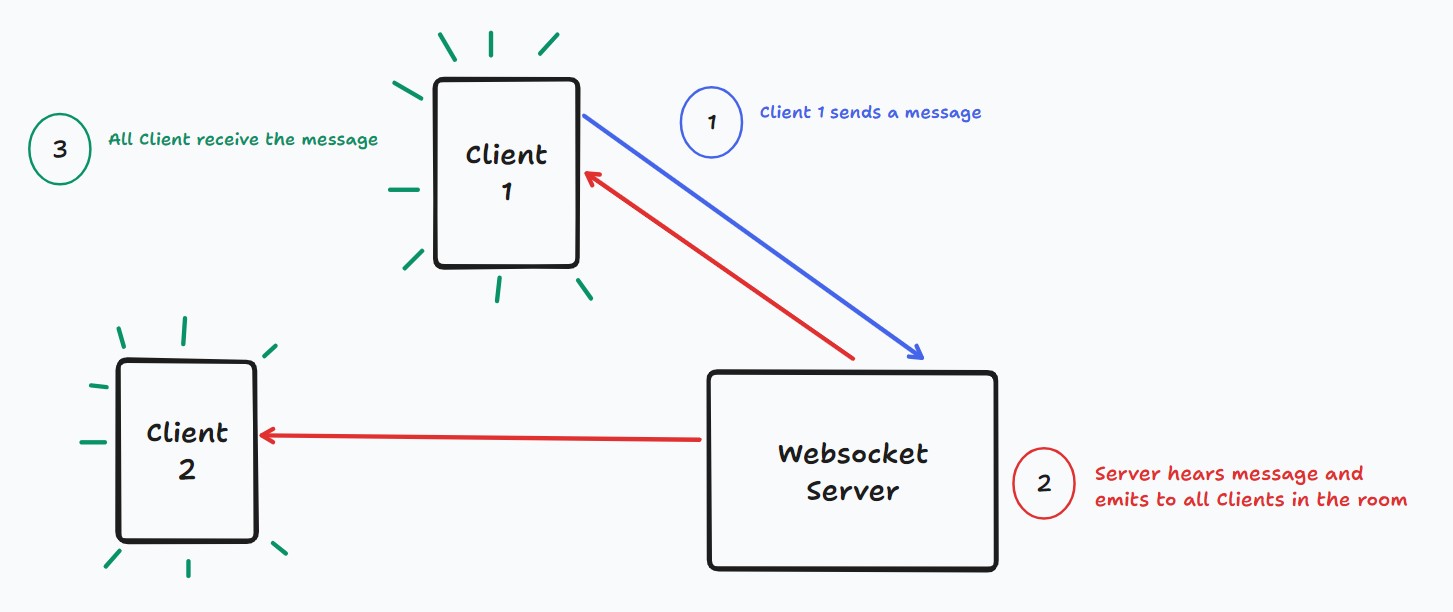 3
All Client receive the message
Client
1
1
Client 1 sends a message
Client
2
Websocket
Server
2
Server hears message and
emits to all Clients in the room